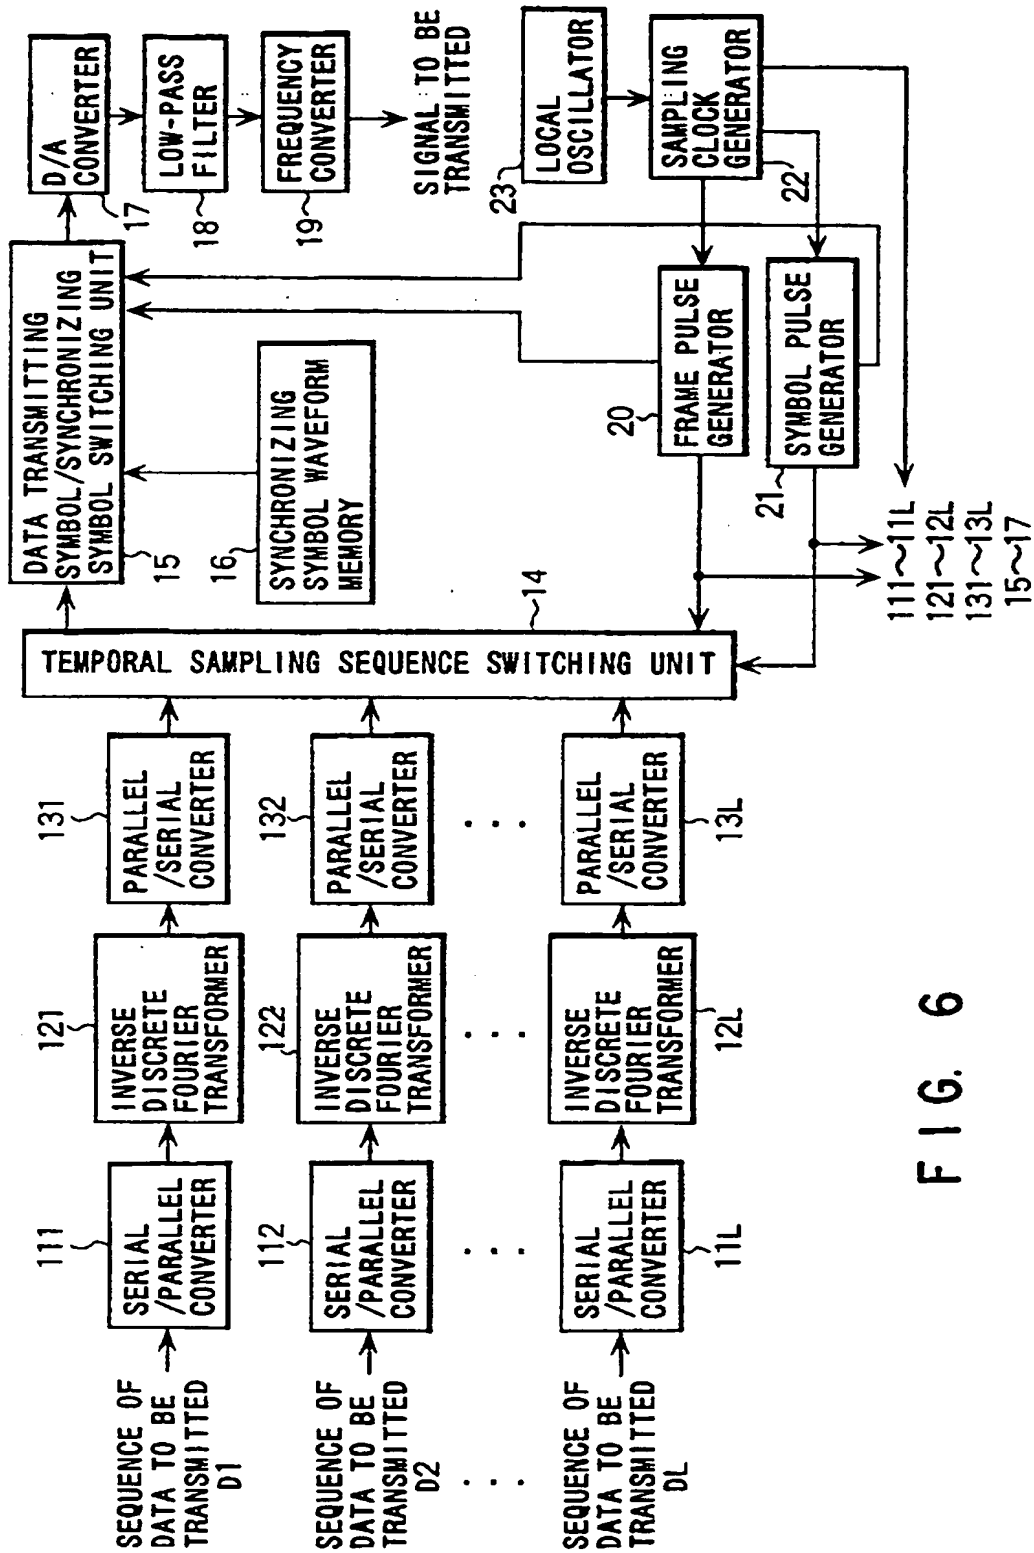 SEQUENCE OF
DATA TO BE
TRANSMITTED
D1
111
SERIAL
/PARALLEL
CONVERTER
121
INVERSE
DISCRETE
FOURIER
TRANSFORMER
131
PARALLEL
/SERIAL
CONVERTER
SEQUENCE OF
DATA TO BE
TRANSMITTED
D2
112
SERIAL
/PARALLEL
CONVERTER
122
INVERSE
DISCRETE
FOURIER
TRANSFORMER
132
PARALLEL
/SERIAL
CONVERTER
. . .
. . .
. . .
. . .
SEQUENCE OF
DATA TO BE
TRANSMITTED
DL
11L
SERIAL
/PARALLEL
CONVERTER
12L
INVERSE
DISCRETE
FOURIER
TRANSFORMER
13L
PARALLEL
/SERIAL
CONVERTER
14
TEMPORAL SAMPLING SEQUENCE SWITCHING UNIT
DATA TRANSMITTING
SYMBOL/SYNCHRONIZING
SYMBOL SWITCHING UNIT
15
16
SYNCHRONIZING
SYMBOL WAVEFORM
MEMORY
D/A
CONVERTER
17
LOW-PASS
FILTER
18
FREQUENCY
CONVERTER
19
SIGNAL TO BE
TRANSMITTED
23
LOCAL
OSCILLATOR
SAMPLING
CLOCK
GENERATOR
22
20
FRAME PULSE
GENERATOR
21
SYMBOL PULSE
GENERATOR
111~11L
121~12L
131~13L
15~17
FIG. 6